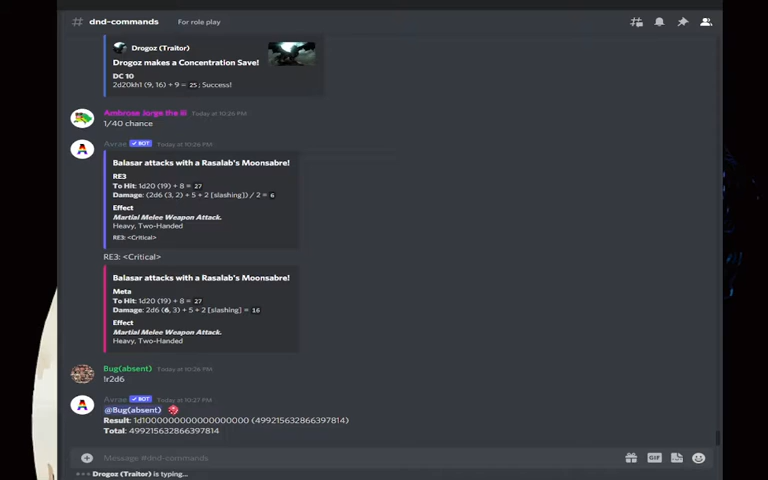 # dnd-commands For role play
Drogoz (Traitor)
Drogoz makes a Concentration Save!
DC 10
2d20kh1 (9, 16) + 9 = 25; Success!
Ambrose Jorge the iii Today at 10:26 PM
1/40 chance
Avrae BOT Today at 10:26 PM
Balasar attacks with a Rasalab's Moonsabre!
RE3
To Hit: 1d20 (19) + 8 = 27
Damage: (2d6 (3, 2) + 5 + 2 [slashing]) / 2 = 6
Effect
Martial Melee Weapon Attack.
Heavy, Two-Handed
RE3: <Critical>
RE3: <Critical>
Balasar attacks with a Rasalab's Moonsabre!
Meta
To Hit: 1d20 (19) + 8 = 27
Damage: 2d6 (6, 3) + 5 + 2 [slashing] = 16
Effect
Martial Melee Weapon Attack.
Heavy, Two-Handed
Bug(absent) Today at 10:26 PM
!r2d6
Avrae BOT Today at 10:27 PM
@Bug(absent)
Result: 1d1000000000000000000 (499215632866397814)
Total: 499215632866397814
Message #dnd-commands
GIF
Drogoz (Traitor) is typing...